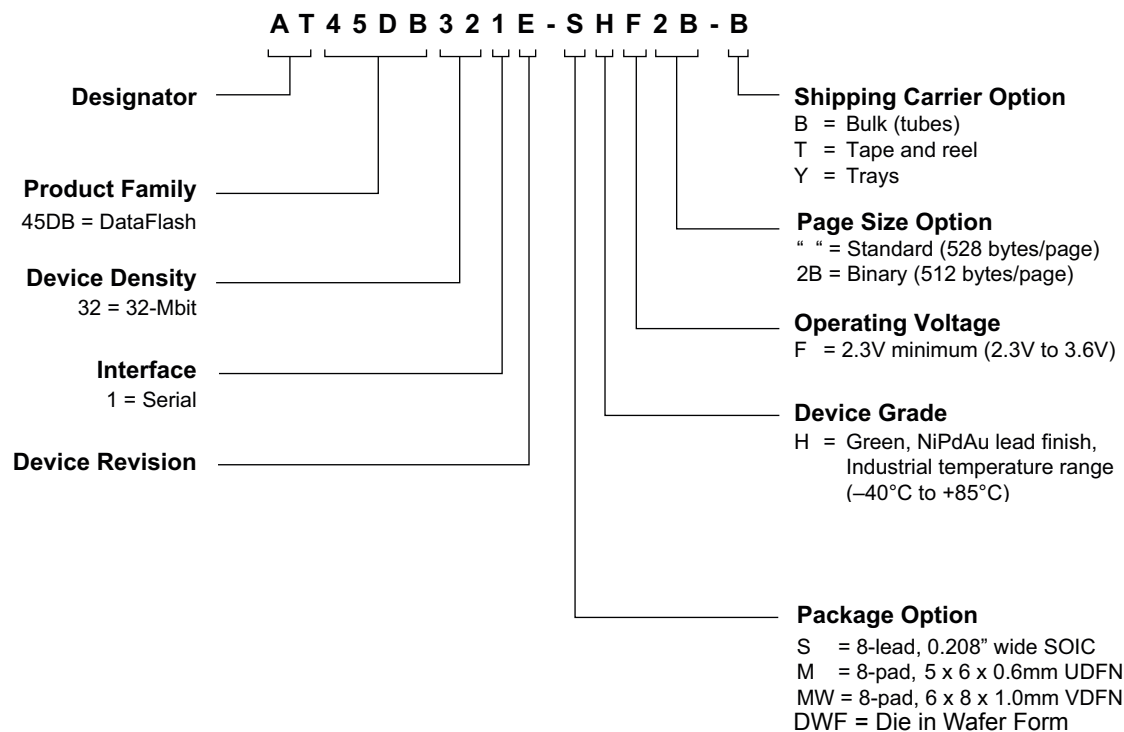 A T 4 5 D B 3 2 1 E - S H F 2 B - B
Designator
Product Family
45DB = DataFlash
Device Density
32 = 32-Mbit
Interface
1 = Serial
Device Revision
Shipping Carrier Option
B = Bulk (tubes)
T = Tape and reel
Y = Trays
Page Size Option
“ “ = Standard (528 bytes/page)
2B = Binary (512 bytes/page)
Operating Voltage
F = 2.3V minimum (2.3V to 3.6V)
Device Grade
H = Green, NiPdAu lead finish,
Industrial temperature range
(–40°C to +85°C)
Package Option
S = 8-lead, 0.208” wide SOIC
M = 8-pad, 5 x 6 x 0.6mm UDFN
MW = 8-pad, 6 x 8 x 1.0mm VDFN
DWF = Die in Wafer Form